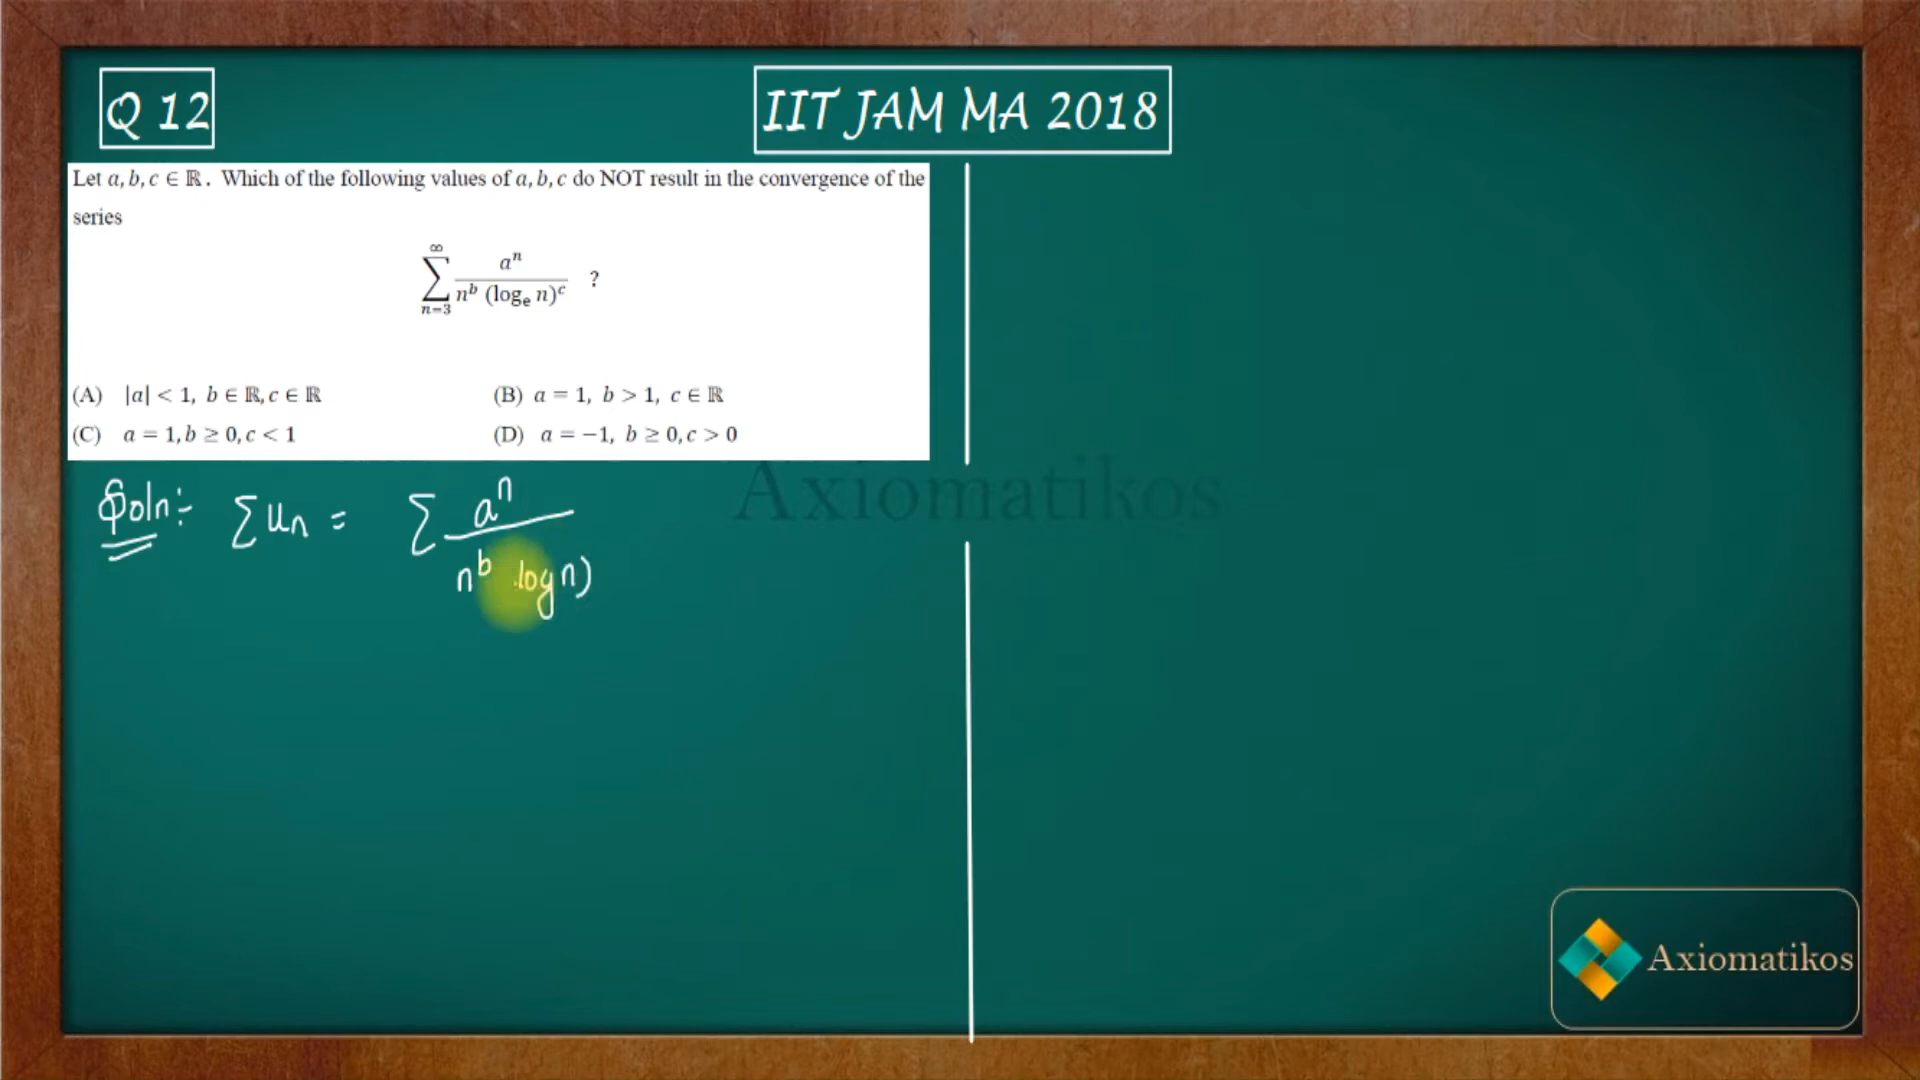 Q 12
IIT JAM MA 2018
Let a, b, c ∈ ℝ. Which of the following values of a, b, c do NOT result in the convergence of the
series
∑_{n=3}^{∞} a^n / (n^b (log_e n)^c) ?
(A) |a| < 1, b ∈ ℝ, c ∈ ℝ (B) a = 1, b > 1, c ∈ ℝ
(C) a = 1, b ≥ 0, c < 1 (D) a = −1, b ≥ 0, c > 0
Axiomatikos
Soln:- ∑ u_n = ∑ a^n / n^b log n)
Axiomatikos